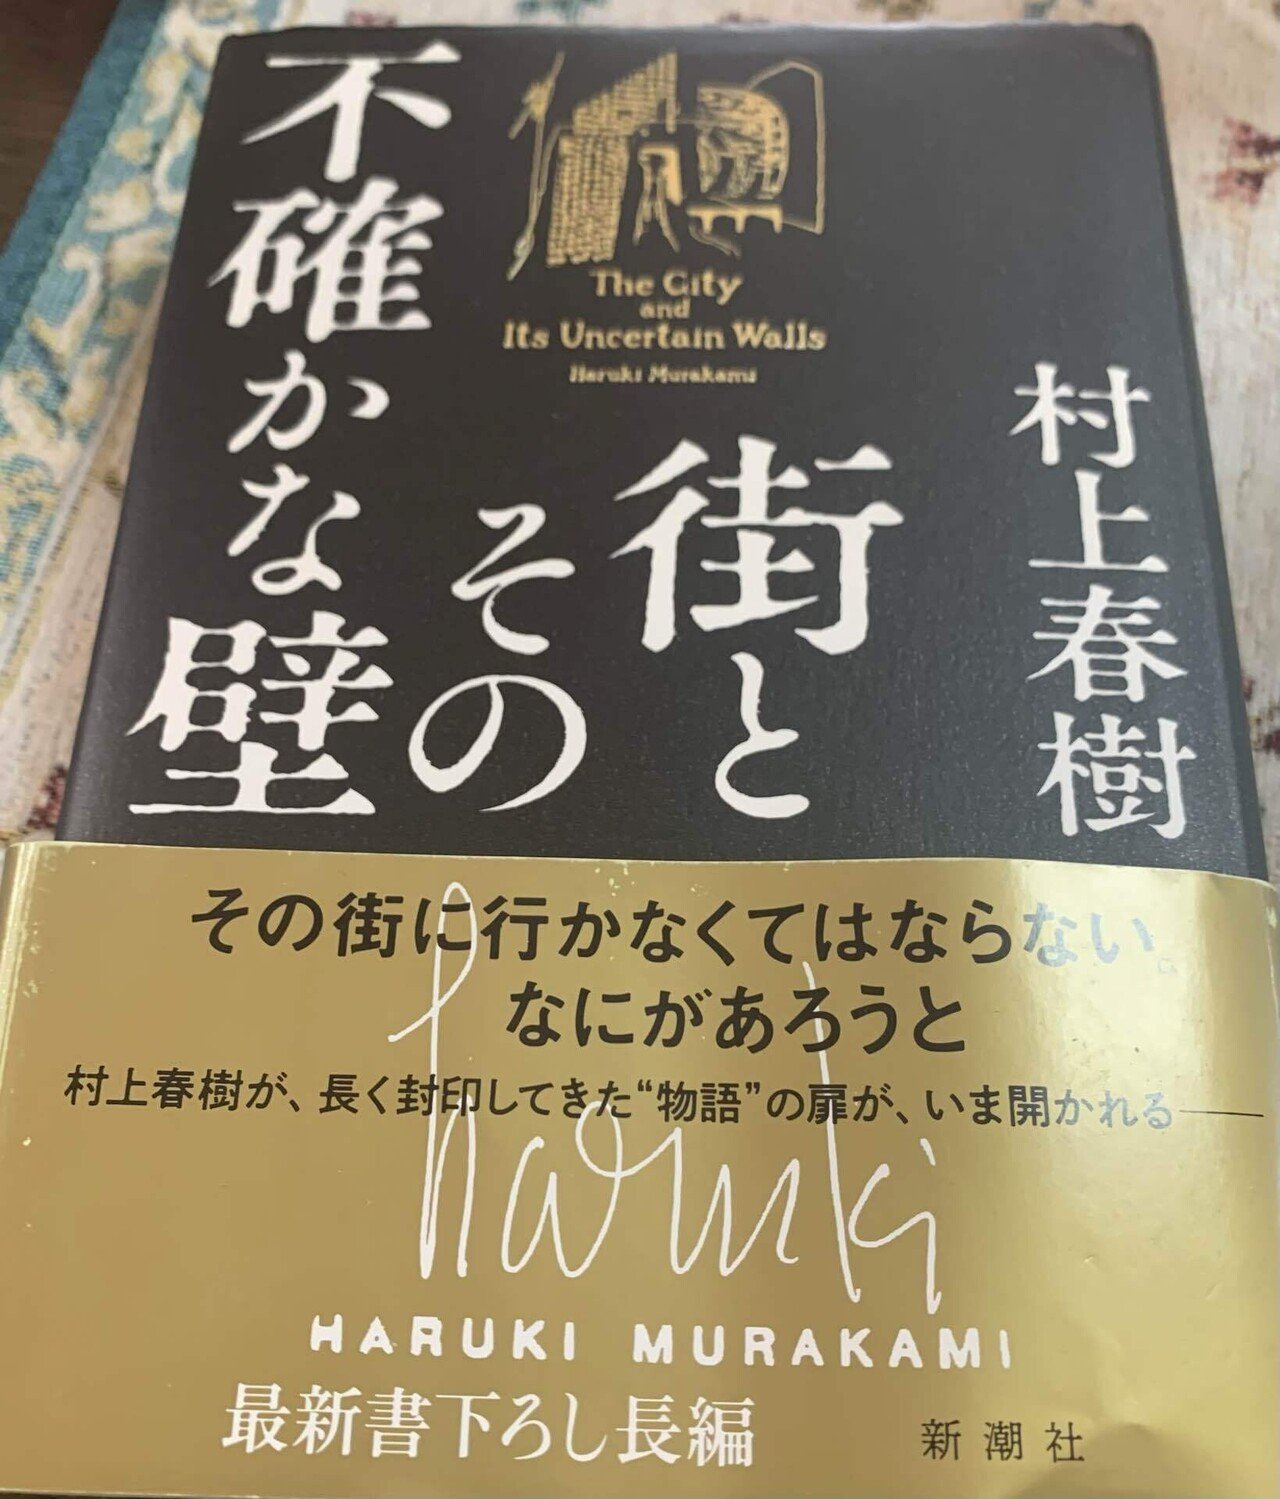 The City
and
Its Uncertain Walls
Haruki Murakami
村上春樹
街と
その
不確かな壁
その街に行かなくてはならない。
なにがあろうと
村上春樹が、長く封印してきた“物語”の扉が、いま開かれる――
haruki
HARUKI MURAKAMI
最新書下ろし長編
新潮社